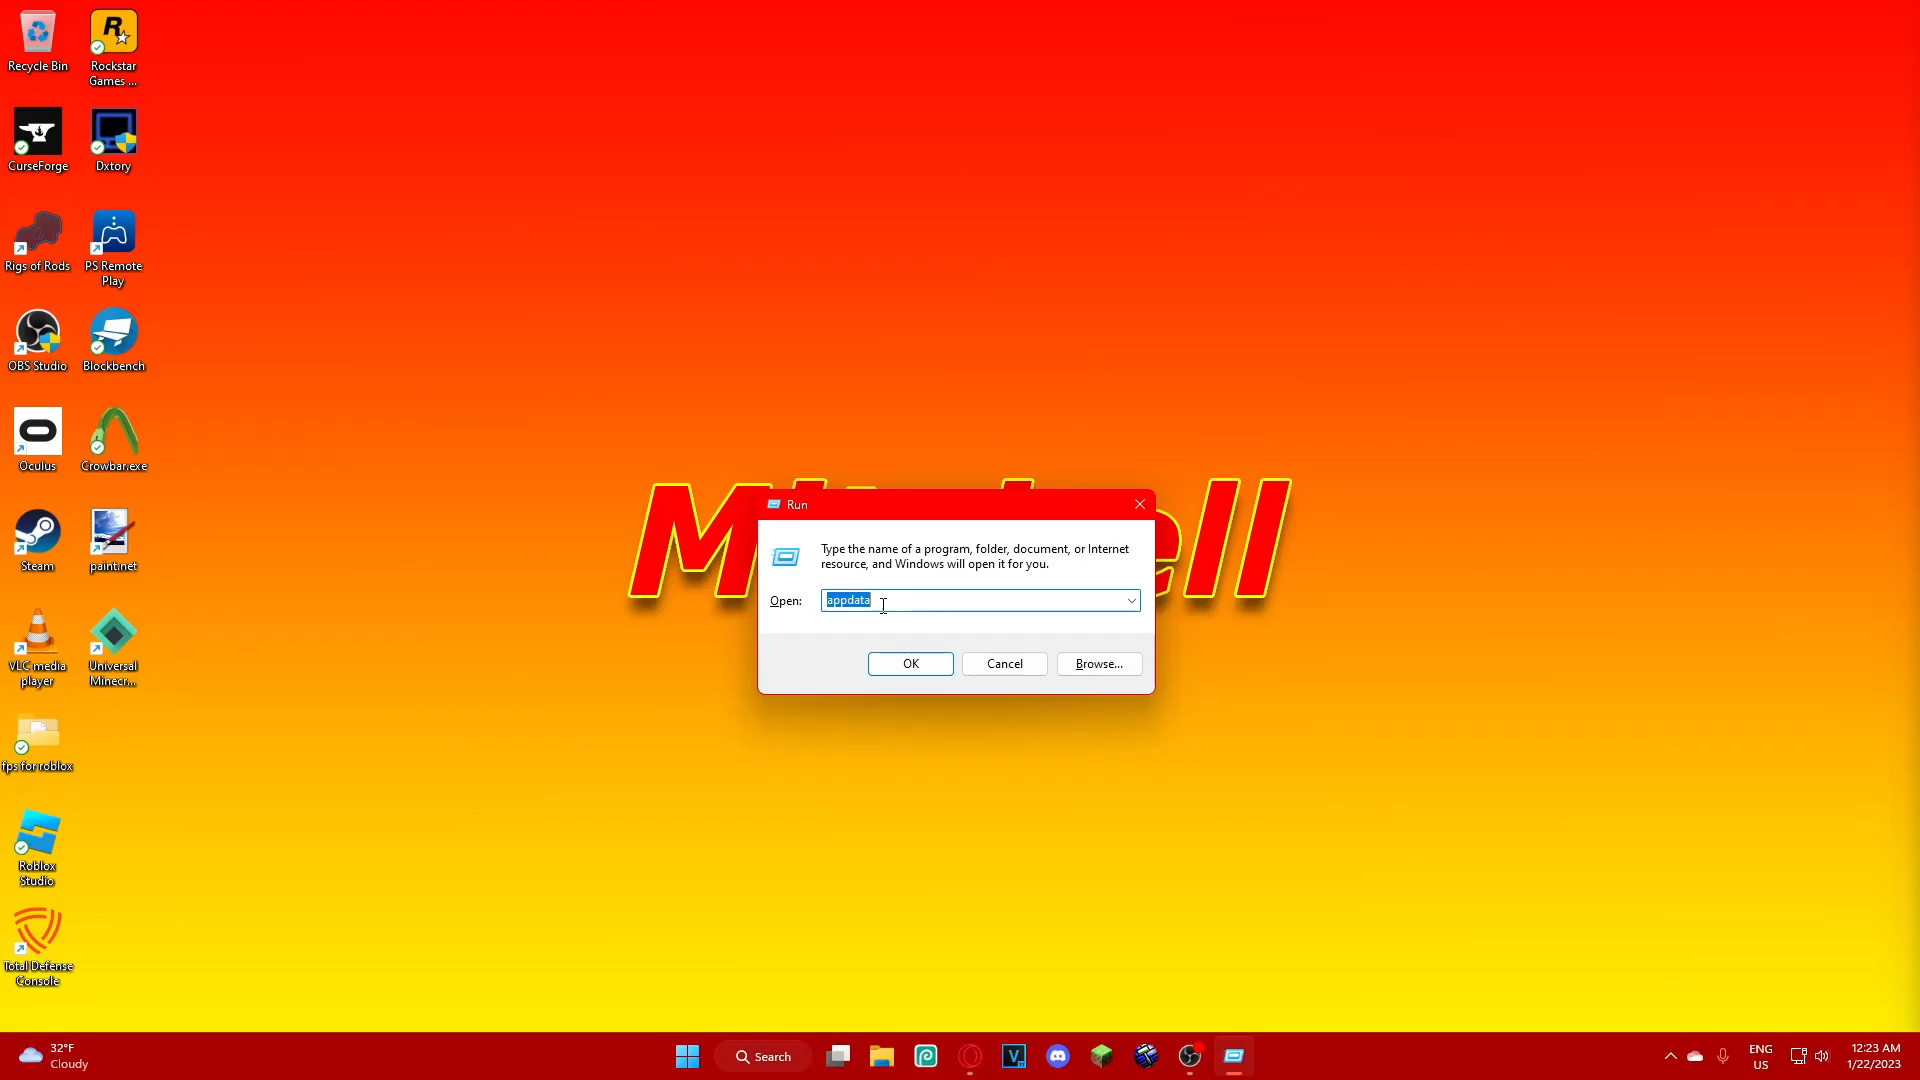 Recycle Bin
Rockstar
Games ...
CurseForge
Dxtory
Rigs of Rods
PS Remote
Play
OBS Studio
Blockbench
Oculus
Crowbar.exe
Steam
paint.net
VLC media
player
Universal
Minecr...
fps for roblox
Roblox
Studio
Total Defense
Console
Run
Type the name of a program, folder, document, or Internet
resource, and Windows will open it for you.
Open:
appdata
OK
Cancel
Browse...
32°F
Cloudy
Search
ENG
US
12:23 AM
1/22/2023